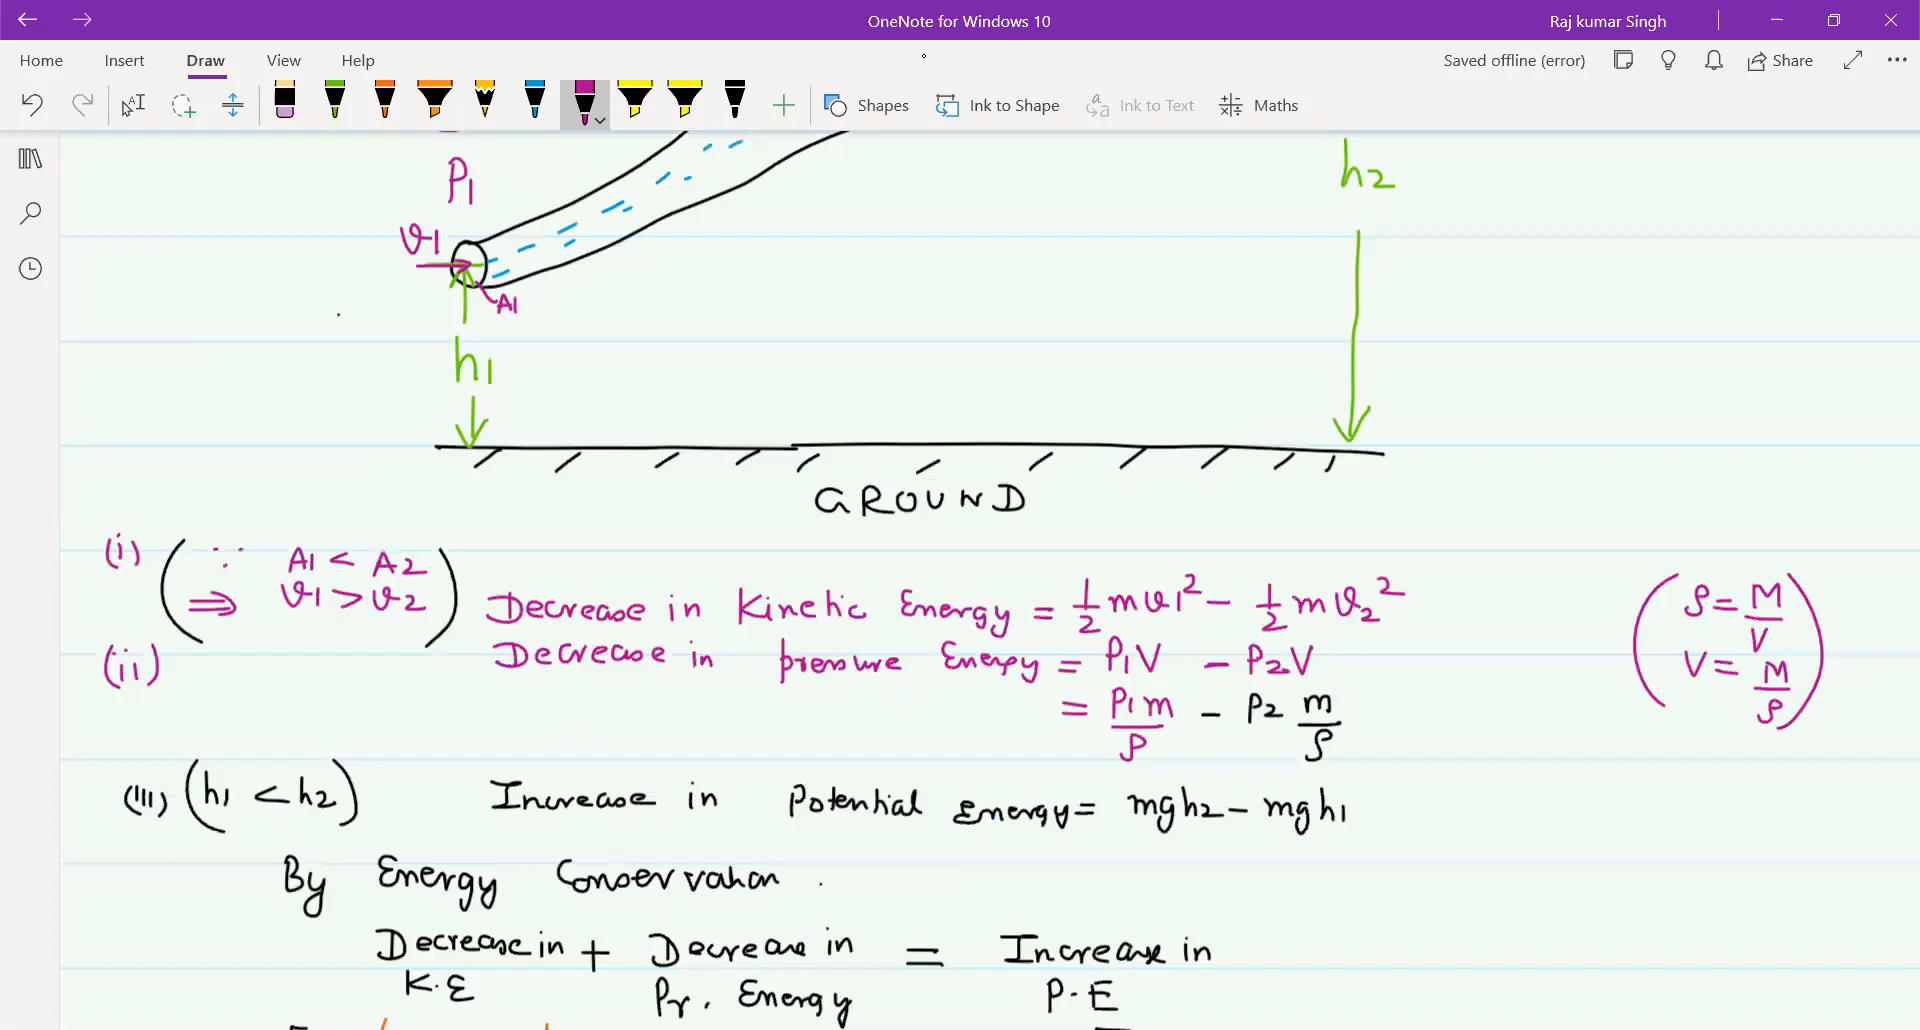 OneNote for Windows 10
Raj kumar Singh
Home Insert Draw View Help
Saved offline (error)
Share
Shapes
Ink to Shape
Ink to Text
Maths
P1
h2
v1
A1
h1
GROUND
(i) (∵ A1 < A2
⇒ v1 > v2)
Decrease in Kinetic Energy = 1/2 mv1² - 1/2 mv2²
(ii) Decrease in pressure Energy = P1V - P2V
= P1m/ρ - P2 m/ρ
(ρ = M/V
V = M/ρ)
(III) (h1 < h2) Increase in Potential Energy = mgh2 - mgh1
By Energy Conservation .
Decrease in K.E + Decrease in Pr. Energy = Increase in P.E